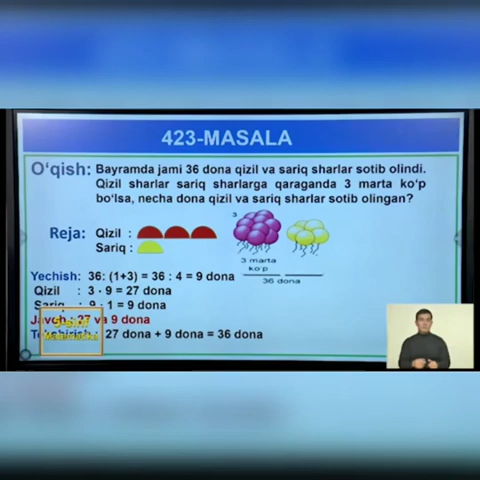 423-MASALA
O'qish: Bayramda jami 36 dona qizil va sariq sharlar sotib olindi.
Qizil sharlar sariq sharlarga qaraganda 3 marta ko'p
bo'lsa, necha dona qizil va sariq sharlar sotib olingan?
Reja: Qizil :
Sariq :
3
3 marta
ko'p
36 dona
Yechish: 36: (1+3) = 36 : 4 = 9 dona
Qizil : 3 · 9 = 27 dona
Sariq : 9 · 1 = 9 dona
Javob : 27 va 9 dona
: 27 dona + 9 dona = 36 dona